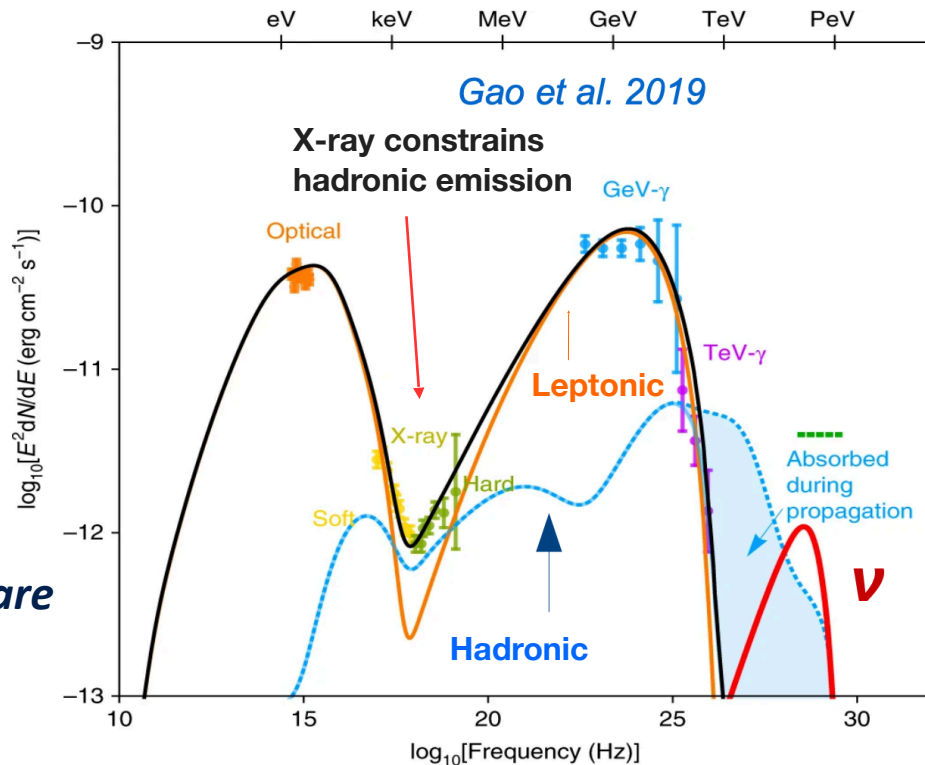 eV keV MeV GeV TeV PeV
−9
Gao et al. 2019
X-ray constrains
hadronic emission
GeV-γ
−10
Optical
log₁₀[E²dN/dE (erg cm⁻² s⁻¹)]
−11
TeV-γ
Leptonic
X-ray
Absorbed
during
propagation
Hard
Soft
−12
are
ν
Hadronic
−13
10 15 20 25 30
log₁₀[Frequency (Hz)]